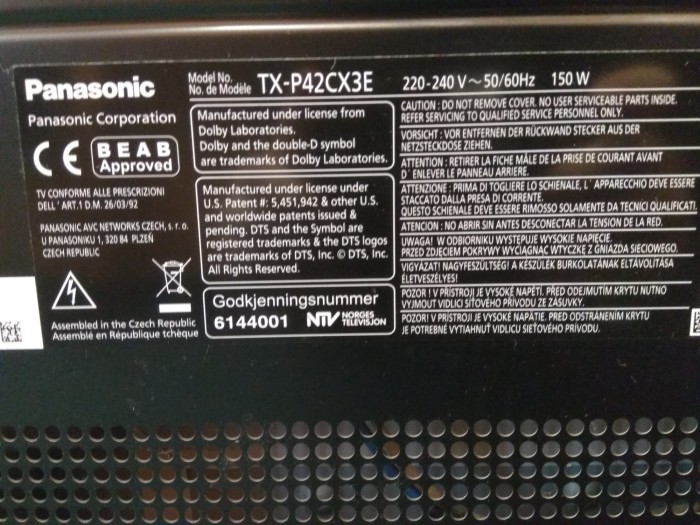 Panasonic
Model No.
No. de Modèle
TX-P42CX3E
220-240 V~50/60Hz 150 W
Panasonic Corporation
CE
BEAB
Approved
TV CONFORME ALLE PRESCRIZIONI
DELL' ART.1 D.M. 26/03/92
PANASONIC AVC NETWORKS CZECH, s. r. o.
U PANASONIKU 1, 320 84 PLZEŇ
CZECH REPUBLIC
Assembled in the Czech Republic
Assemblé en République tchèque
Manufactured under license from
Dolby Laboratories.
Dolby and the double-D symbol
are trademarks of Dolby Laboratories.
Manufactured under license under
U.S. Patent #: 5,451,942 & other U.S.
and worldwide patents issued &
pending. DTS and the Symbol are
registered trademarks & the DTS logos
are trademarks of DTS, Inc. © DTS, Inc.
All Rights Reserved.
Godkjenningsnummer
6144001 NTV NORGES
TELEVISJON
CAUTION : DO NOT REMOVE COVER. NO USER SERVICEABLE PARTS INSIDE.
REFER SERVICING TO QUALIFIED SERVICE PERSONNEL ONLY.
VORSICHT : VOR ENTFERNEN DER RÜCKWAND STECKER AUS DER
NETZSTECKDOSE ZIEHEN.
ATTENTION : RETIRER LA FICHE MÂLE DE LA PRISE DE COURANT AVANT
D' ENLEVER LE PANNEAU ARRIERE.
ATTENZIONE : PRIMA DI TOGLIERE LO SCHIENALE, L' APPARECCHIO DEVE ESSERE
STACCATO DALLA PRESA DI CORRENTE.
QUESTO SCHIENALE DEVE ESSERE RIMOSSO SOLAMENTE DA TECNICI QUALIFICATI.
ATENCION : NO ABRIR SIN ANTES DESCONECTAR LA TENSION DE LA RED.
UWAGA! W ODBIORNIKU WYSTEPUJE WYSOKIE NAPIECIE.
PRZED ZDJECIEM POKRYWY WYCIAGNAC WTYCZKE Z GNIAZDA SIECIOWEGO.
VIGYÁZAT! NAGYFESZÜLTSÉG! A KÉSZÜLÉK BURKOLATÁNAK ELTÁVOLÍTÁSA
ÉLETVESZÉLYES!
POZOR ! V PŘÍSTROJI JE VYSOKÉ NAPĚTÍ. PŘED ODEJMUTÍM KRYTU NUTNO
VYJMOUT VIDLICI SÍŤOVÉHO PŘÍVODU ZE ZÁSUVKY.
POZOR! V PRÍSTROJI JE VYSOKÉ NAPÄTIE. PRED ODSTRÁNENÍM KRYTU
JE POTREBNÉ VYTIAHNUŤ VIDLICU SIEŤOVÉHO PRÍVODU.